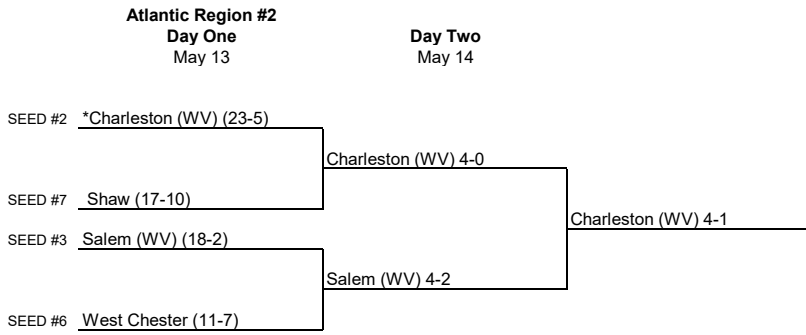 Atlantic Region #2
Day One
May 13
Day Two
May 14
SEED #2 *Charleston (WV) (23-5)
Charleston (WV) 4-0
SEED #7 Shaw (17-10)
Charleston (WV) 4-1
SEED #3 Salem (WV) (18-2)
Salem (WV) 4-2
SEED #6 West Chester (11-7)